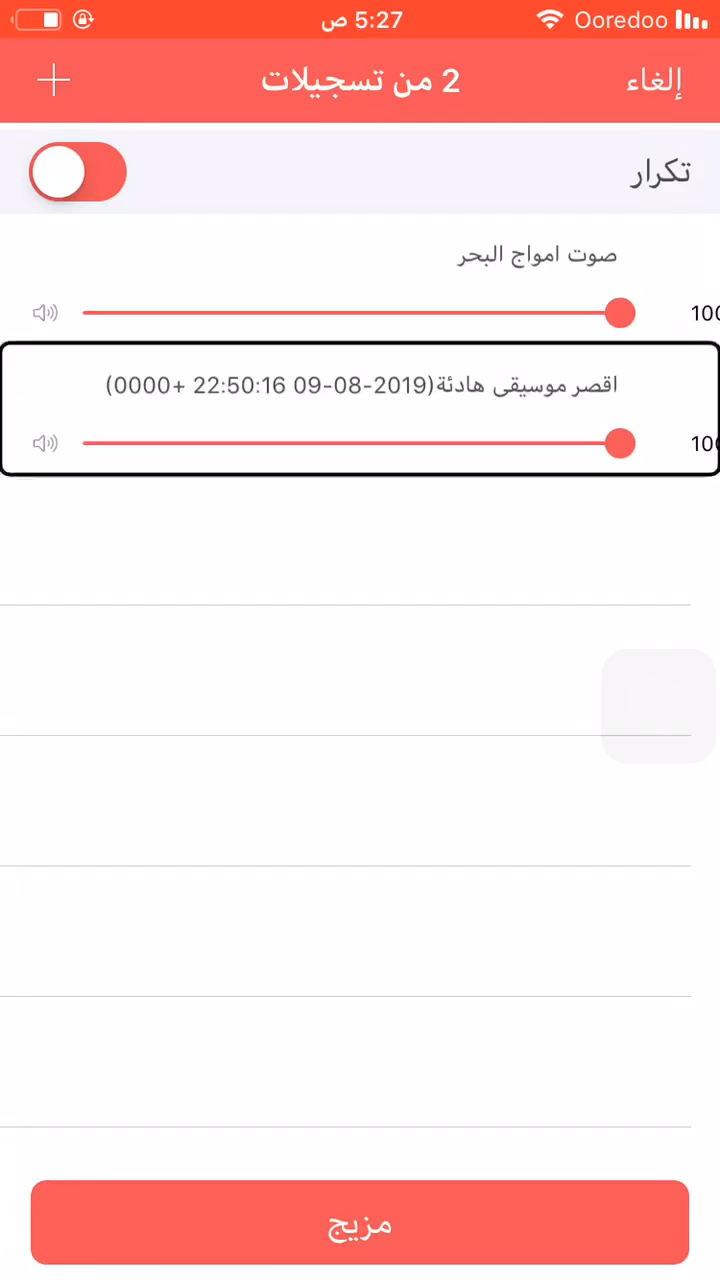 5:27 ص Ooredoo
إلغاء
2 من تسجيلات
تكرار
صوت امواج البحر
100
اقصر موسيقى هادئة(2019-08-09 22:50:16 +0000)
100
مزيج